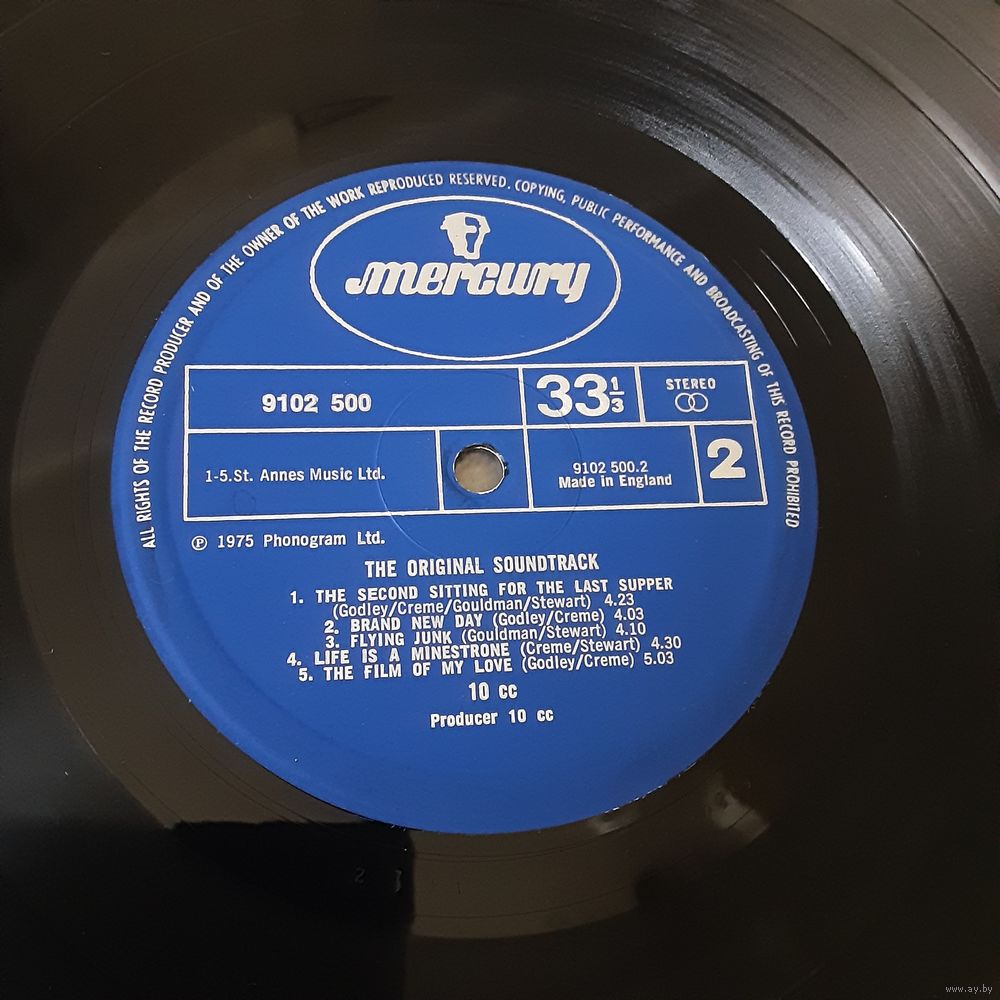 ALL RIGHTS OF THE RECORD PRODUCER AND OF THE OWNER OF THE WORK REPRODUCED RESERVED. COPYING, PUBLIC PERFORMANCE AND BROADCASTING OF THIS RECORD PROHIBITED
mercury
9102 500
33 1/3
STEREO
1-5.St. Annes Music Ltd.
9102 500.2
Made in England
2
℗ 1975 Phonogram Ltd.
THE ORIGINAL SOUNDTRACK
1. THE SECOND SITTING FOR THE LAST SUPPER
(Godley/Creme/Gouldman/Stewart) 4.23
2. BRAND NEW DAY (Godley/Creme) 4.03
3. FLYING JUNK (Gouldman/Stewart) 4.10
4. LIFE IS A MINESTRONE (Creme/Stewart) 4.30
5. THE FILM OF MY LOVE (Godley/Creme) 5.03
10 cc
Producer 10 cc
www.ay.by